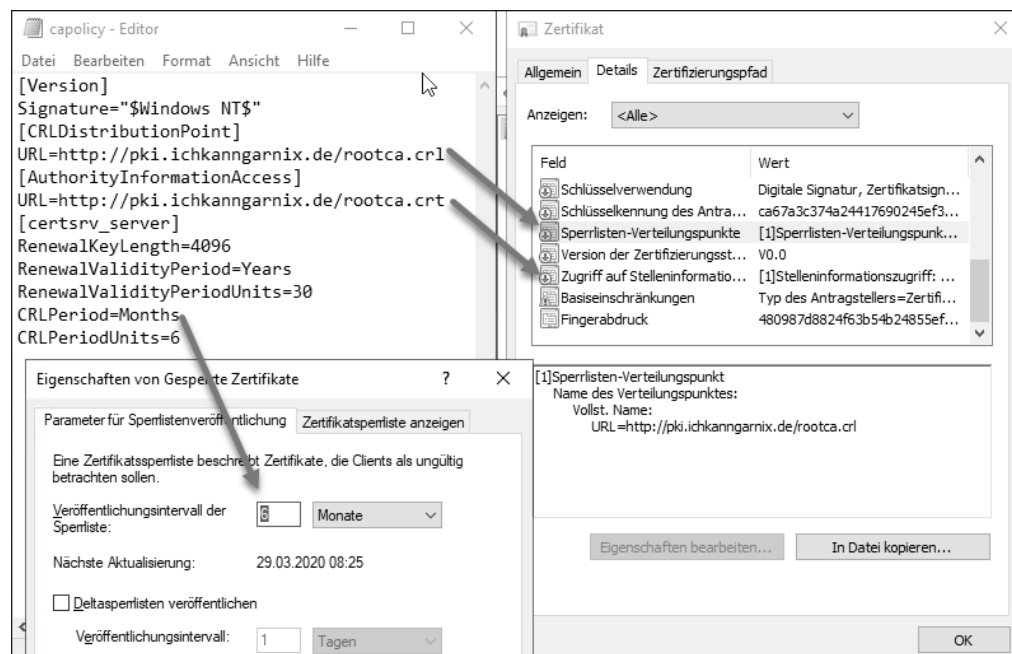 capolicy - Editor
Datei Bearbeiten Format Ansicht Hilfe
[Version]
Signature="$Windows NT$"
[CRLDistributionPoint]
URL=http://pki.ichkanngarnix.de/rootca.crl
[AuthorityInformationAccess]
URL=http://pki.ichkanngarnix.de/rootca.crt
[certsrv_server]
RenewalKeyLength=4096
RenewalValidityPeriod=Years
RenewalValidityPeriodUnits=30
CRLPeriod=Months
CRLPeriodUnits=6
Eigenschaften von Gesperrte Zertifikate ?
Parameter für Sperrlistenveröffentlichung Zertifikatsperrliste anzeigen
Eine Zertifikatssperrliste beschreibt Zertifikate, die Clients als ungültig
betrachten sollen.
Veröffentlichungsintervall der
Sperrliste:
6 Monate
Nächste Aktualisierung: 29.03.2020 08:25
Deltasperrlisten veröffentlichen
Veröffentlichungsintervall: 1 Tagen
Zertifikat
Allgemein Details Zertifizierungspfad
Anzeigen: <Alle>
Feld Wert
Schlüsselverwendung Digitale Signatur, Zertifikatsign...
Schlüsselkennung des Antra... ca67a3c374a24417690245ef3...
Sperrlisten-Verteilungspunkte [1]Sperrlisten-Verteilungspunk...
Version der Zertifizierungsst... V0.0
Zugriff auf Stelleninformatio... [1]Stelleninformationszugriff: ...
Basiseinschränkungen Typ des Antragstellers=Zertifi...
Fingerabdruck 480987d8824f63b54b24855ef...
[1]Sperrlisten-Verteilungspunkt
Name des Verteilungspunktes:
Vollst. Name:
URL=http://pki.ichkanngarnix.de/rootca.crl
Eigenschaften bearbeiten... In Datei kopieren...
OK